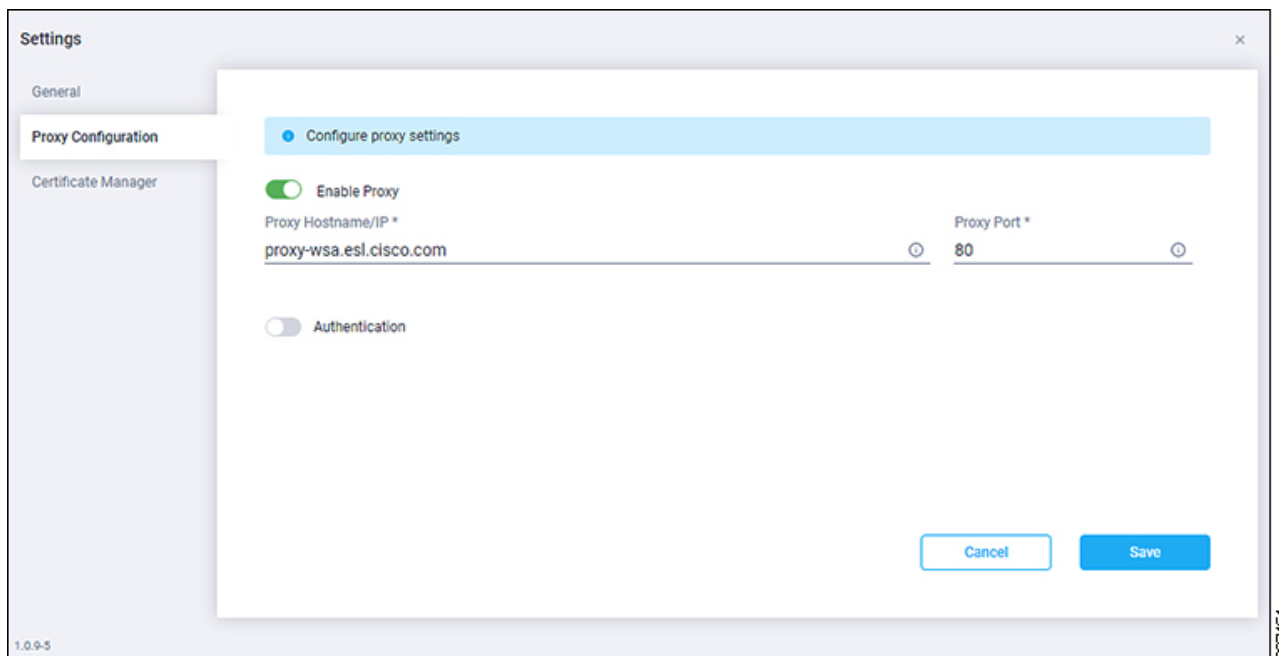 Settings
General
Proxy Configuration
Certificate Manager
Configure proxy settings
Enable Proxy
Proxy Hostname/IP *
Proxy Port *
proxy-wsa.esl.cisco.com
80
Authentication
Cancel
Save
1.0.9-5